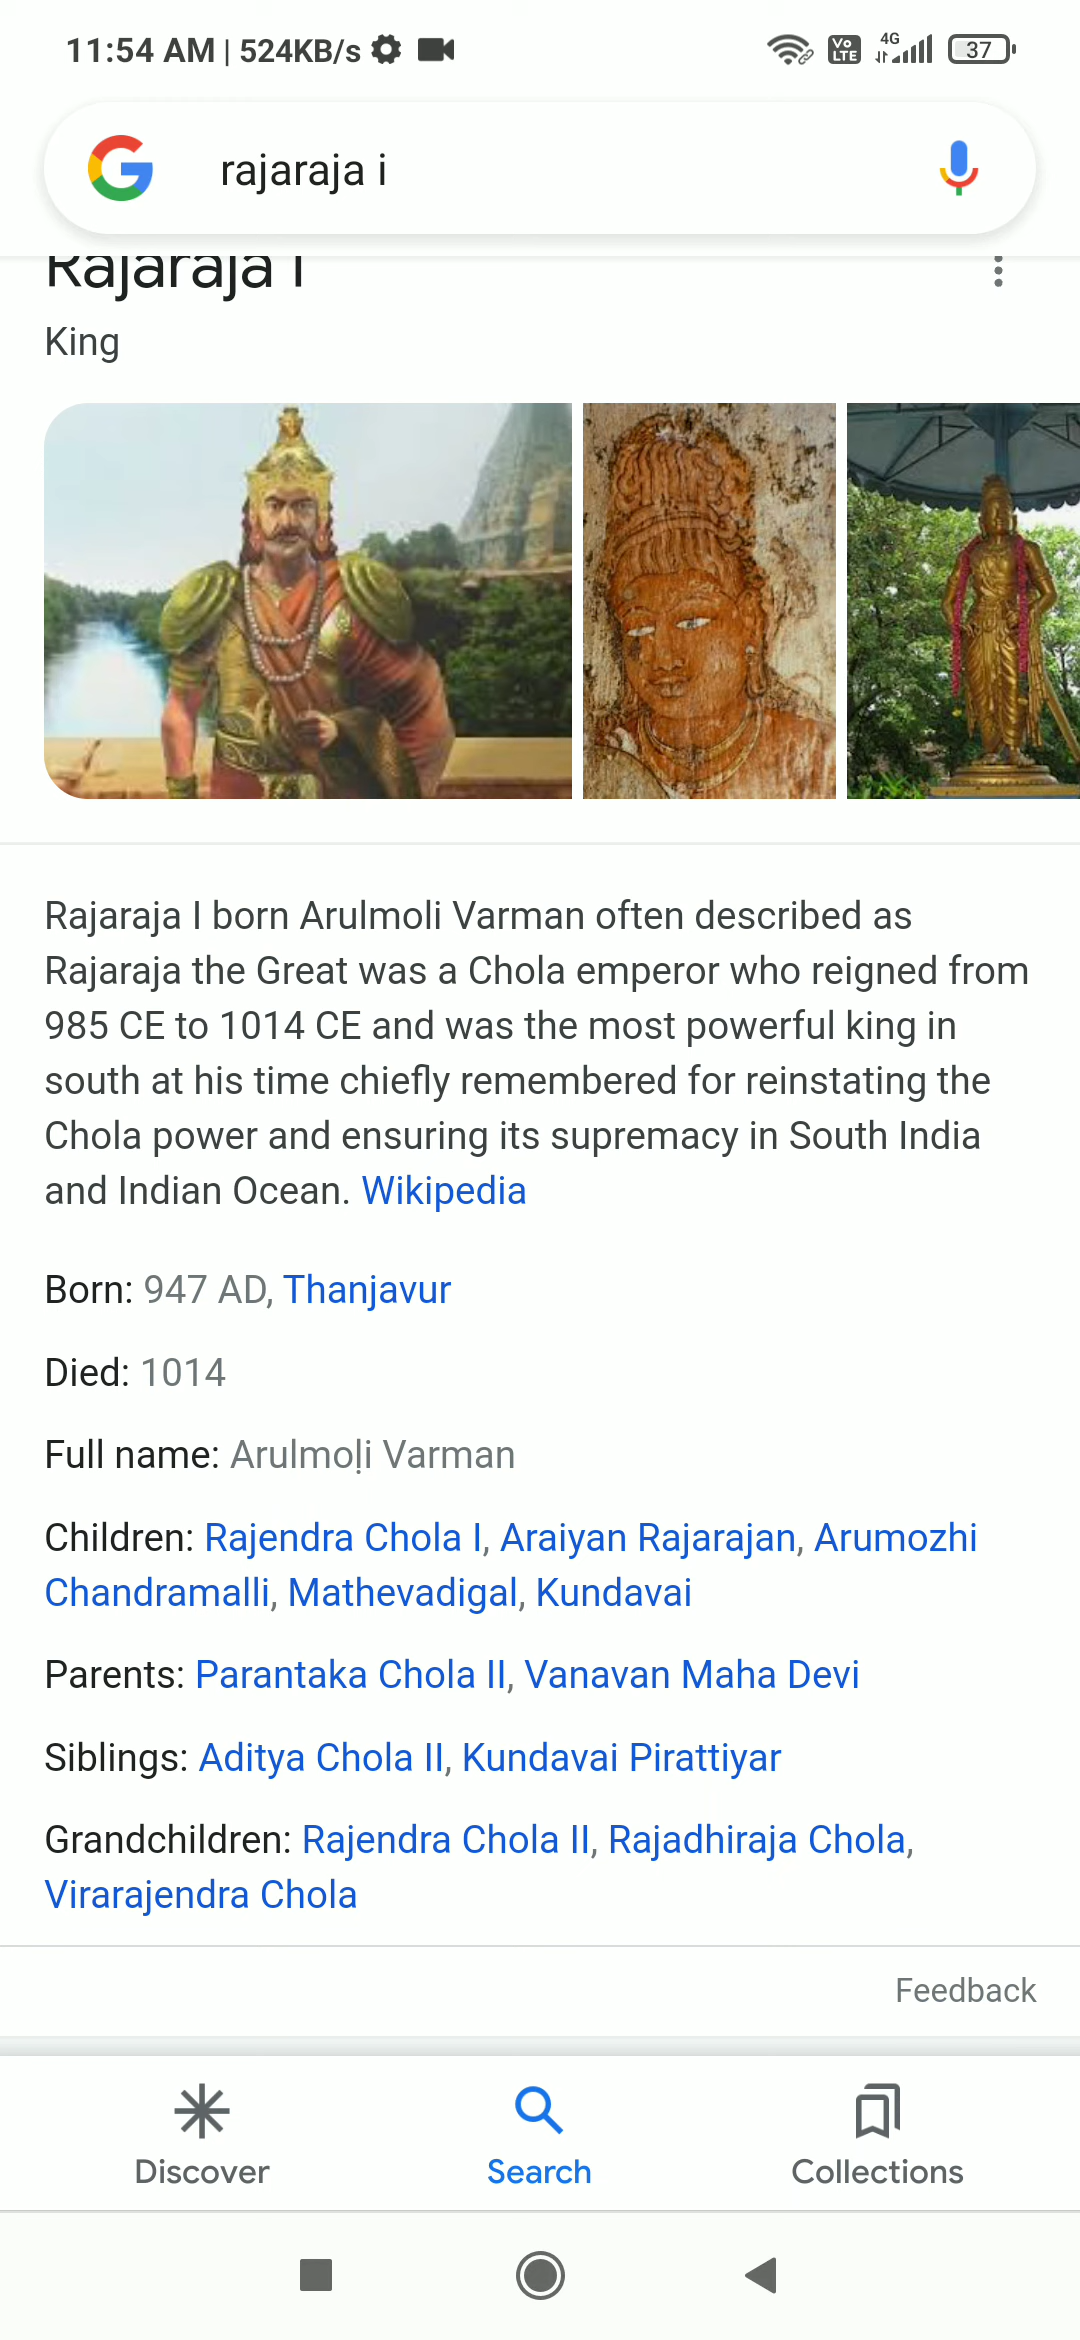 11:54 AM | 524KB/s
Vo LTE 4G 37
rajaraja i
Rajaraja I
King
Rajaraja I born Arulmoli Varman often described as
Rajaraja the Great was a Chola emperor who reigned from
985 CE to 1014 CE and was the most powerful king in
south at his time chiefly remembered for reinstating the
Chola power and ensuring its supremacy in South India
and Indian Ocean. Wikipedia
Born: 947 AD, Thanjavur
Died: 1014
Full name: Arulmoḷi Varman
Children: Rajendra Chola I, Araiyan Rajarajan, Arumozhi
Chandramalli, Mathevadigal, Kundavai
Parents: Parantaka Chola II, Vanavan Maha Devi
Siblings: Aditya Chola II, Kundavai Pirattiyar
Grandchildren: Rajendra Chola II, Rajadhiraja Chola,
Virarajendra Chola
Feedback
Discover
Search
Collections